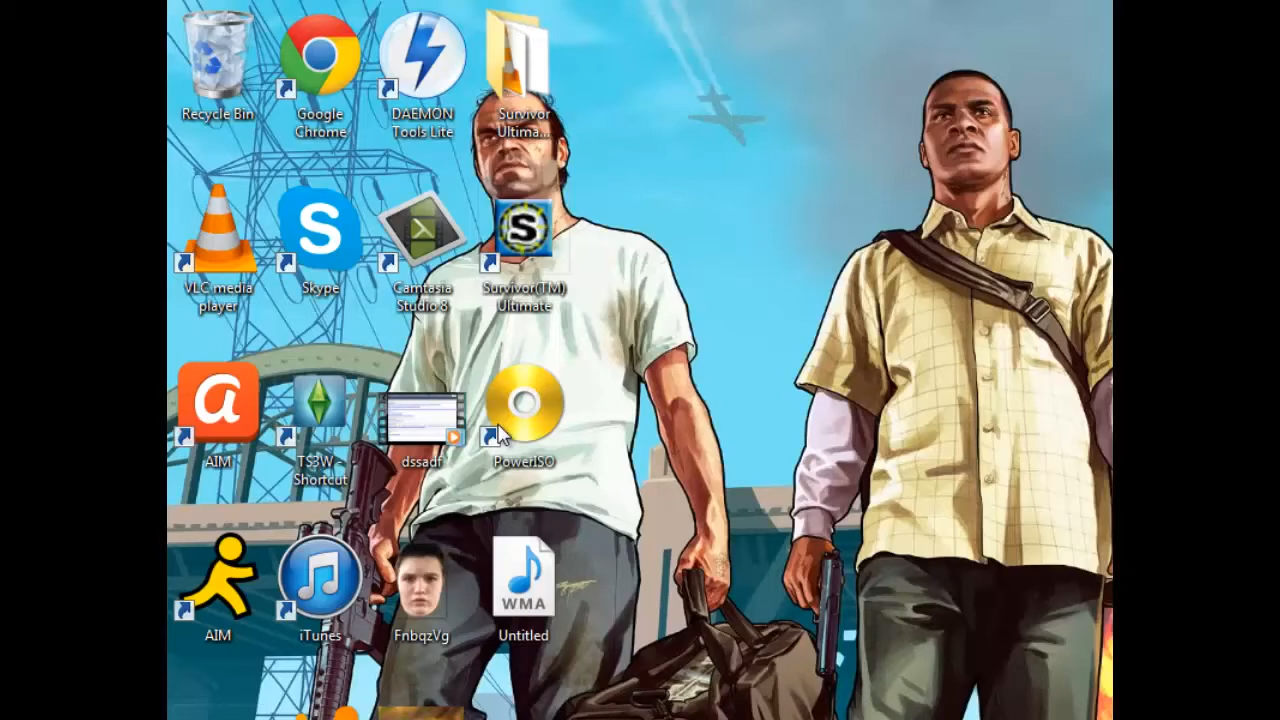 Recycle Bin
Google
Chrome
DAEMON
Tools Lite
Survivor
Ultima...
VLC media
player
S
Skype
Camtasia
Studio 8
S
Survivor(TM)
Ultimate
a
AIM
TS3W -
Shortcut
dssadf
PowerISO
AIM
iTunes
FnbqzVg
WMA
Untitled